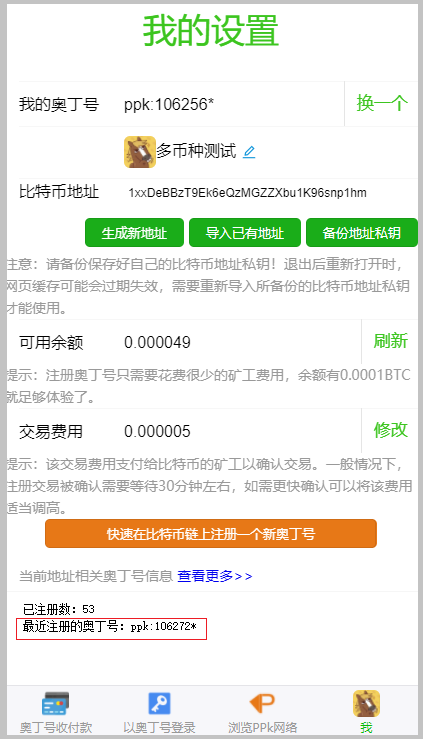 我的设置
我的奥丁号 ppk:106256* 换一个
多币种测试
比特币地址 1xxDeBBzT9Ek6eQzMGZZXbu1K96snp1hm
生成新地址 导入已有地址 备份地址私钥
注意：请备份保存好自己的比特币地址私钥！退出后重新打开时，
网页缓存可能会过期失效，需要重新导入所备份的比特币地址私钥
才能使用。
可用余额 0.000049 刷新
提示：注册奥丁号只需要花费很少的矿工费用，余额有0.0001BTC
就足够体验了。
交易费用 0.000005 修改
提示：该交易费用支付给比特币的矿工以确认交易。一般情况下，
注册交易被确认需要等待30分钟左右，如需更快确认可以将该费用
适当调高。
快速在比特币链上注册一个新奥丁号
当前地址相关奥丁号信息 查看更多>>
已注册数：53
最近注册的奥丁号：ppk:106272*
奥丁号收付款 以奥丁号登录 浏览PPk网络 我